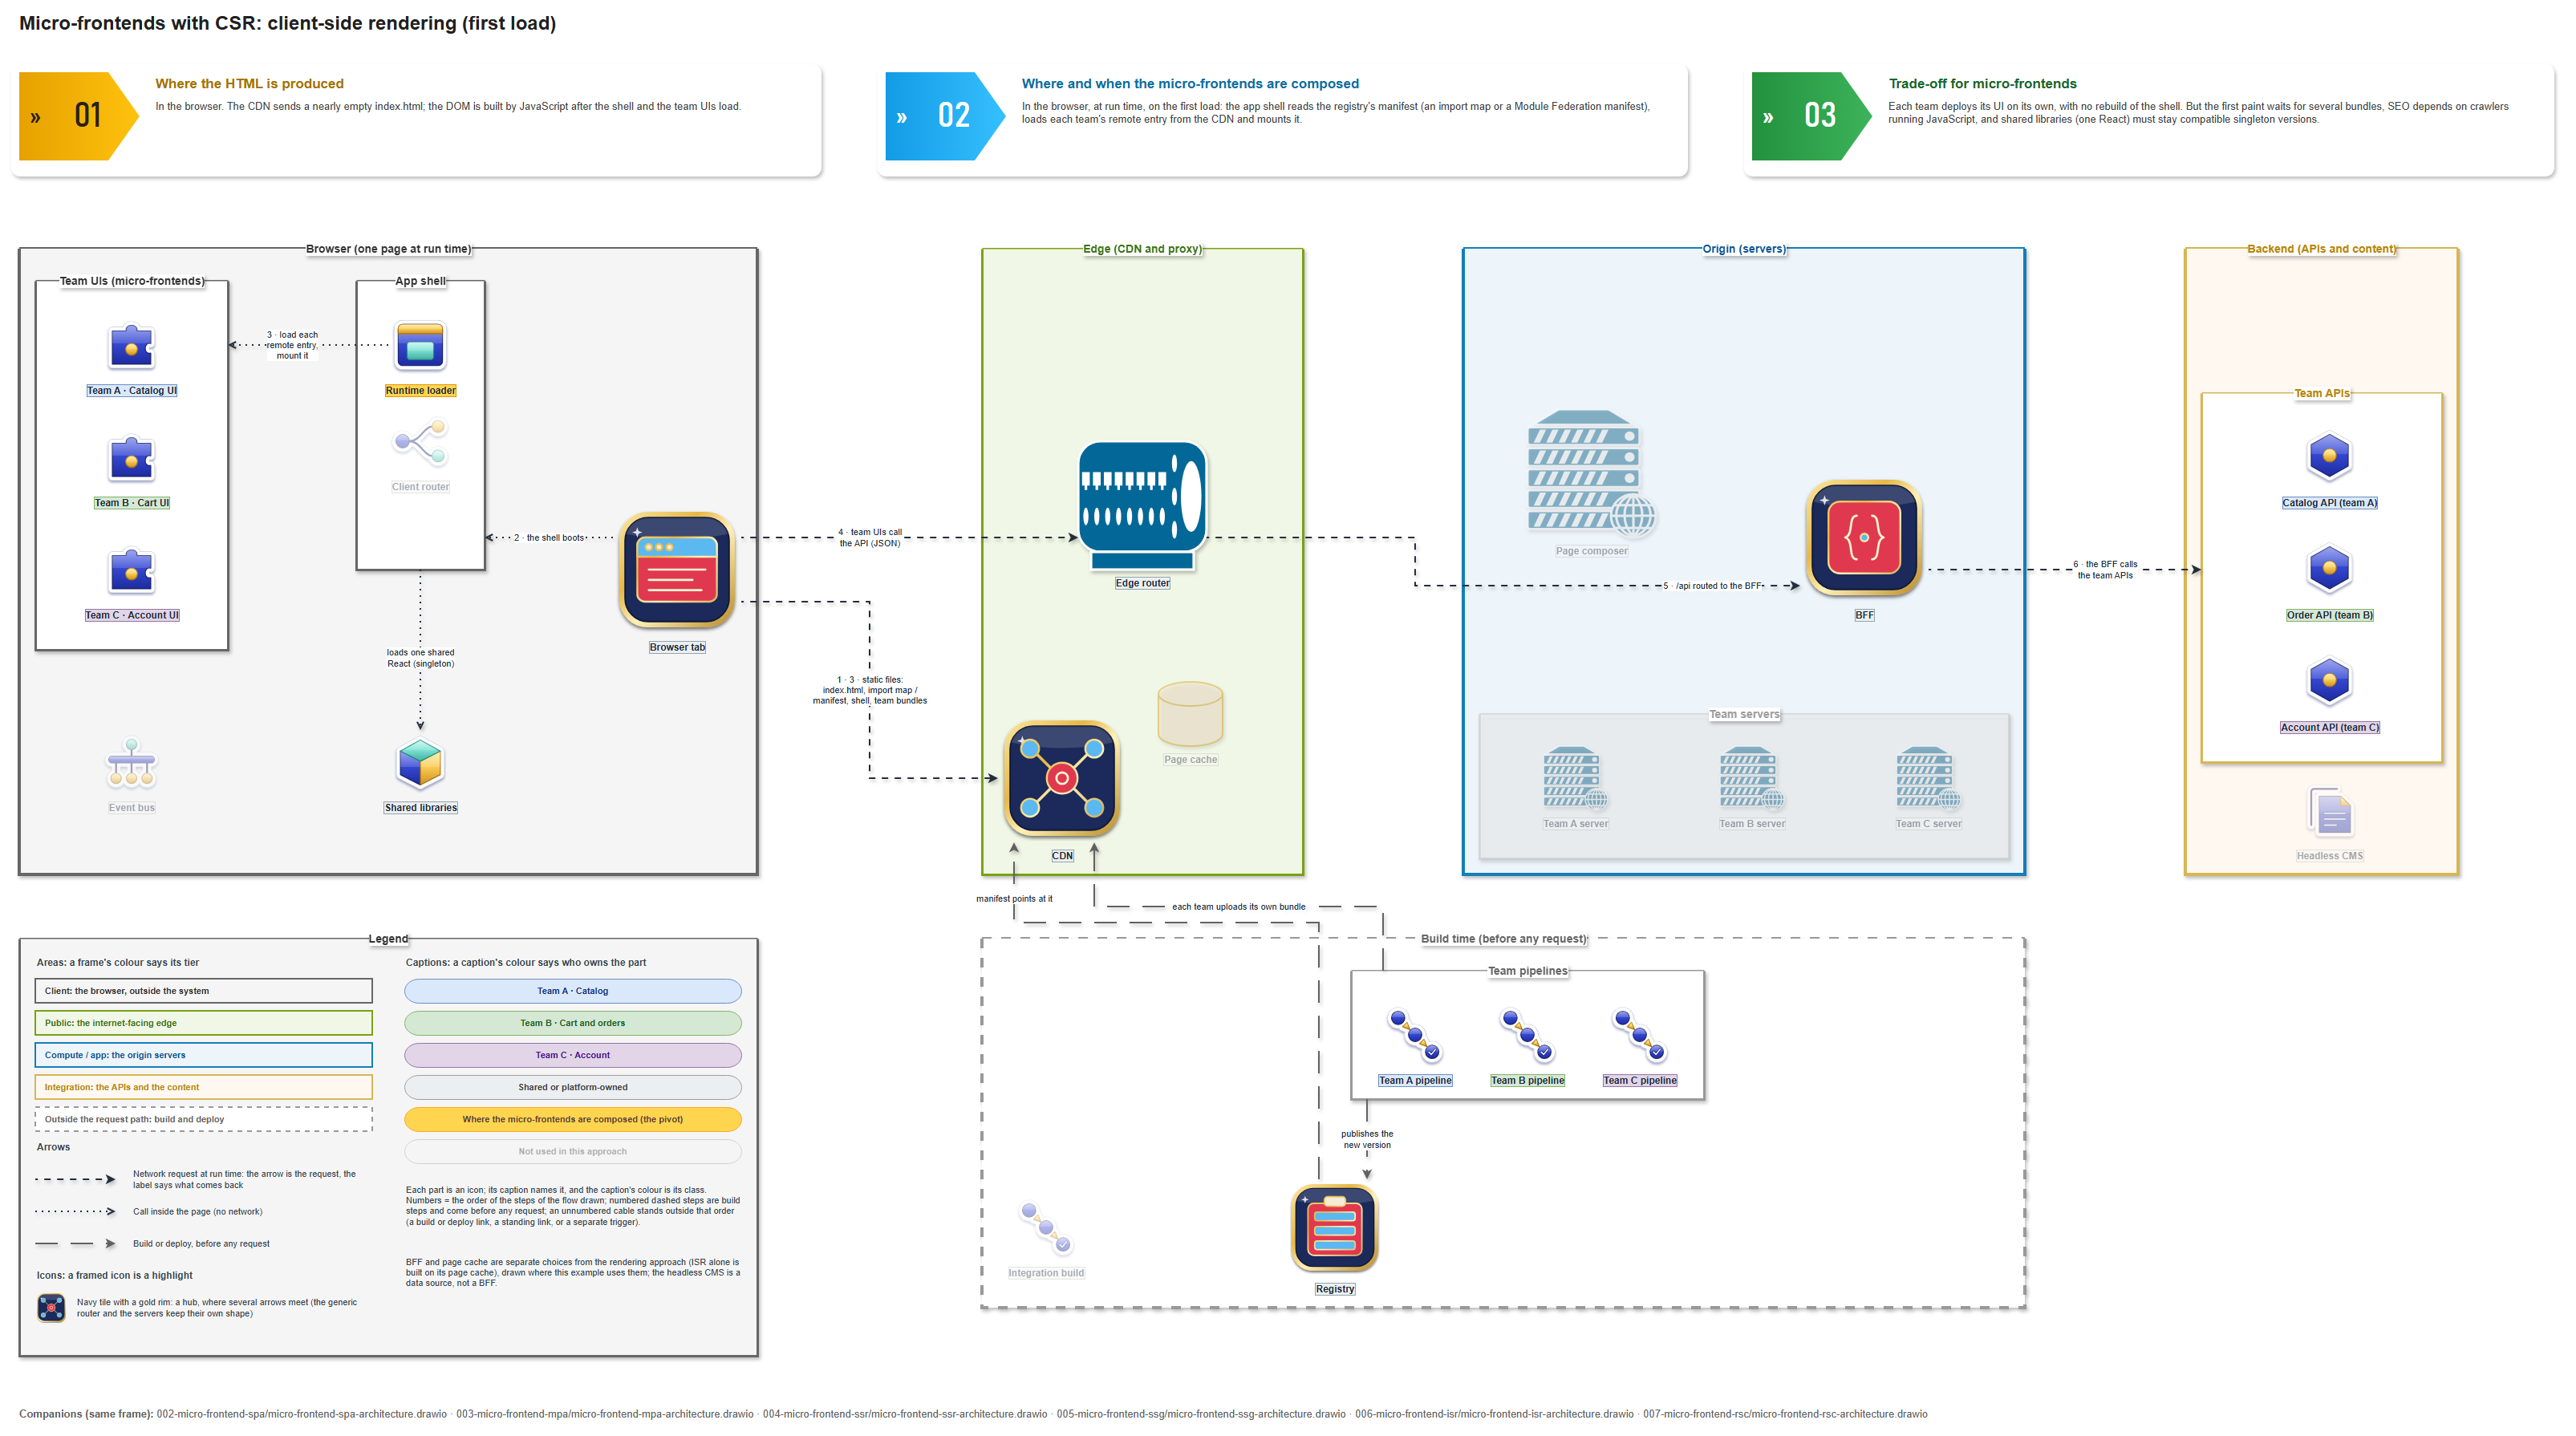 Micro-frontends with CSR: client-side rendering (first load)
» 01
Where the HTML is produced
In the browser. The CDN sends a nearly empty index.html; the DOM is built by JavaScript after the shell and the team UIs load.
» 02
Where and when the micro-frontends are composed
In the browser, at run time, on the first load: the app shell reads the registry's manifest (an import map or a Module Federation manifest),
loads each team's remote entry from the CDN and mounts it.
» 03
Trade-off for micro-frontends
Each team deploys its UI on its own, with no rebuild of the shell. But the first paint waits for several bundles, SEO depends on crawlers
running JavaScript, and shared libraries (one React) must stay compatible singleton versions.
Browser (one page at run time)
Team UIs (micro-frontends)
Team A · Catalog UI
Team B · Cart UI
Team C · Account UI
3 · load each
remote entry,
mount it
App shell
Runtime loader
Client router
2 · the shell boots
Browser tab
loads one shared
React (singleton)
Event bus
Shared libraries
4 · team UIs call
the API (JSON)
1 · 3 · static files:
index.html, import map /
manifest, shell, team bundles
Edge (CDN and proxy)
Edge router
Page cache
CDN
Origin (servers)
Page composer
5 · /api routed to the BFF
BFF
Team servers
Team A server
Team B server
Team C server
6 · the BFF calls
the team APIs
Backend (APIs and content)
Team APIs
Catalog API (team A)
Order API (team B)
Account API (team C)
Headless CMS
manifest points at it
each team uploads its own bundle
Build time (before any request)
Team pipelines
Team A pipeline
Team B pipeline
Team C pipeline
publishes the
new version
Integration build
Registry
Legend
Areas: a frame's colour says its tier
Client: the browser, outside the system
Public: the internet-facing edge
Compute / app: the origin servers
Integration: the APIs and the content
Outside the request path: build and deploy
Arrows
Network request at run time: the arrow is the request, the
label says what comes back
Call inside the page (no network)
Build or deploy, before any request
Icons: a framed icon is a highlight
Navy tile with a gold rim: a hub, where several arrows meet (the generic
router and the servers keep their own shape)
Captions: a caption's colour says who owns the part
Team A · Catalog
Team B · Cart and orders
Team C · Account
Shared or platform-owned
Where the micro-frontends are composed (the pivot)
Not used in this approach
Each part is an icon; its caption names it, and the caption's colour is its class.
Numbers = the order of the steps of the flow drawn; numbered dashed steps are build
steps and come before any request; an unnumbered cable stands outside that order
(a build or deploy link, a standing link, or a separate trigger).
BFF and page cache are separate choices from the rendering approach (ISR alone is
built on its page cache), drawn where this example uses them; the headless CMS is a
data source, not a BFF.
Companions (same frame): 002-micro-frontend-spa/micro-frontend-spa-architecture.drawio · 003-micro-frontend-mpa/micro-frontend-mpa-architecture.drawio · 004-micro-frontend-ssr/micro-frontend-ssr-architecture.drawio · 005-micro-frontend-ssg/micro-frontend-ssg-architecture.drawio · 006-micro-frontend-isr/micro-frontend-isr-architecture.drawio · 007-micro-frontend-rsc/micro-frontend-rsc-architecture.drawio